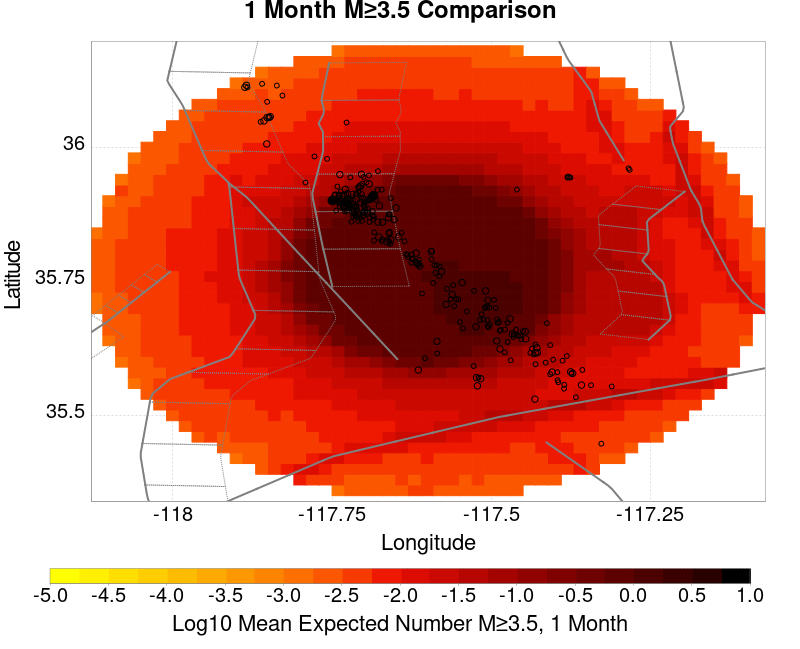 1 Month M≥3.5 Comparison
36
35.75
35.5
Latitude
-118 -117.75 -117.5 -117.25
Longitude
-5.0 -4.5 -4.0 -3.5 -3.0 -2.5 -2.0 -1.5 -1.0 -0.5 0.0 0.5 1.0
Log10 Mean Expected Number M≥3.5, 1 Month